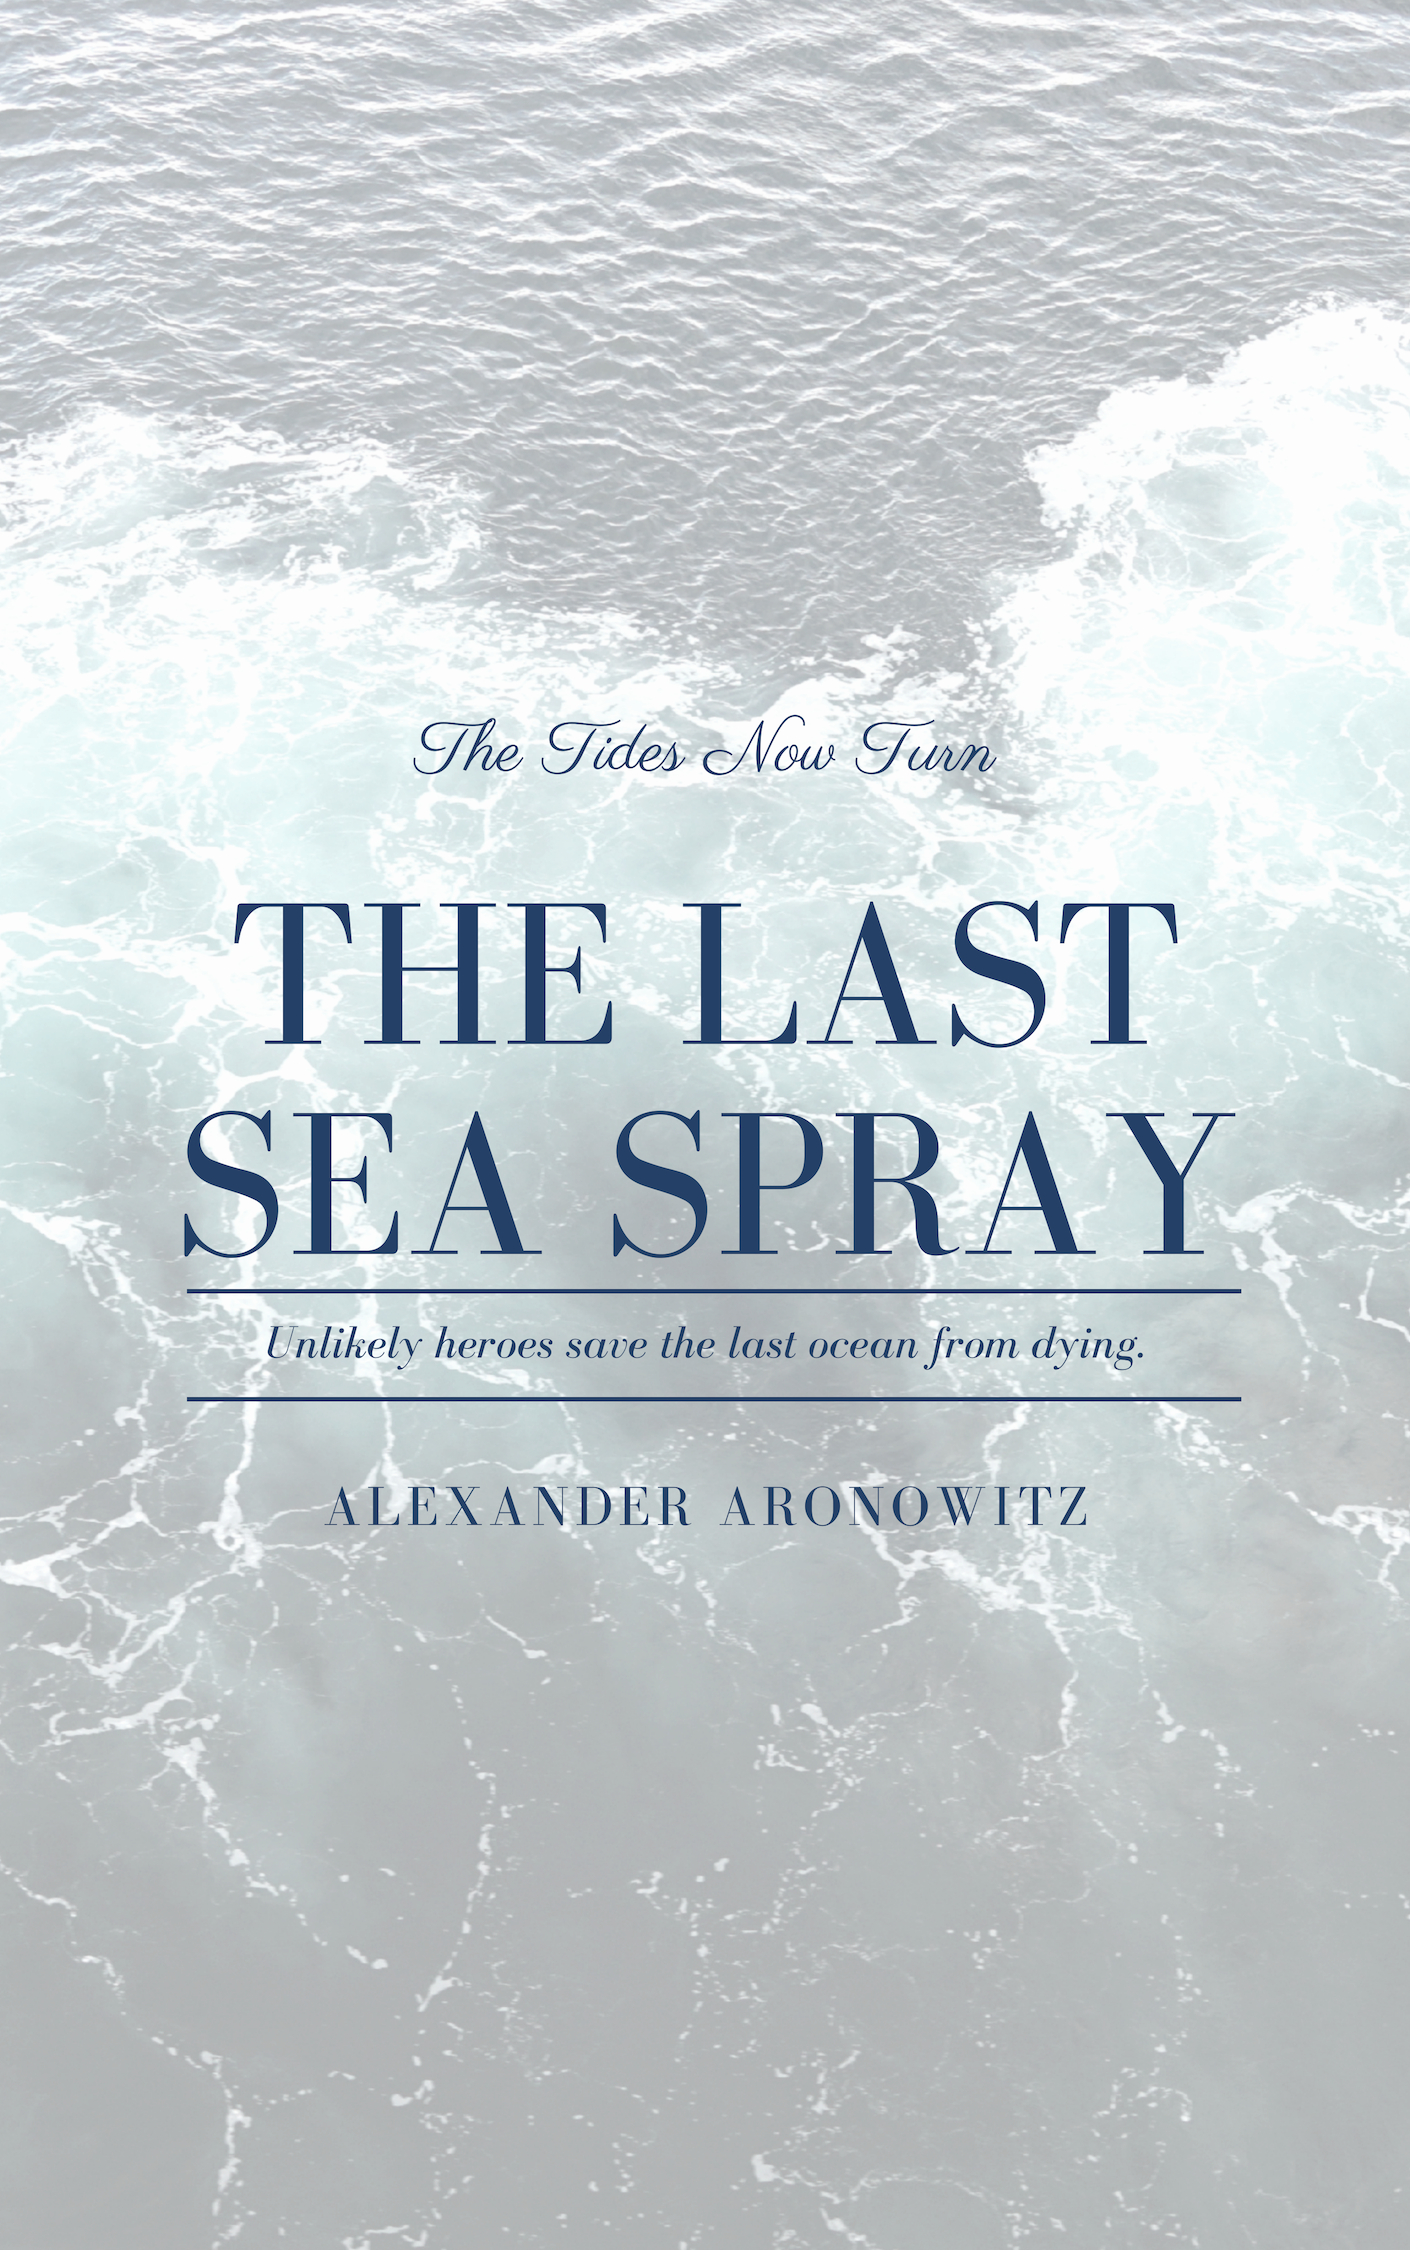 The Tides Now Turn
THE LAST
SEA SPRAY
Unlikely heroes save the last ocean from dying.
ALEXANDER ARONOWITZ